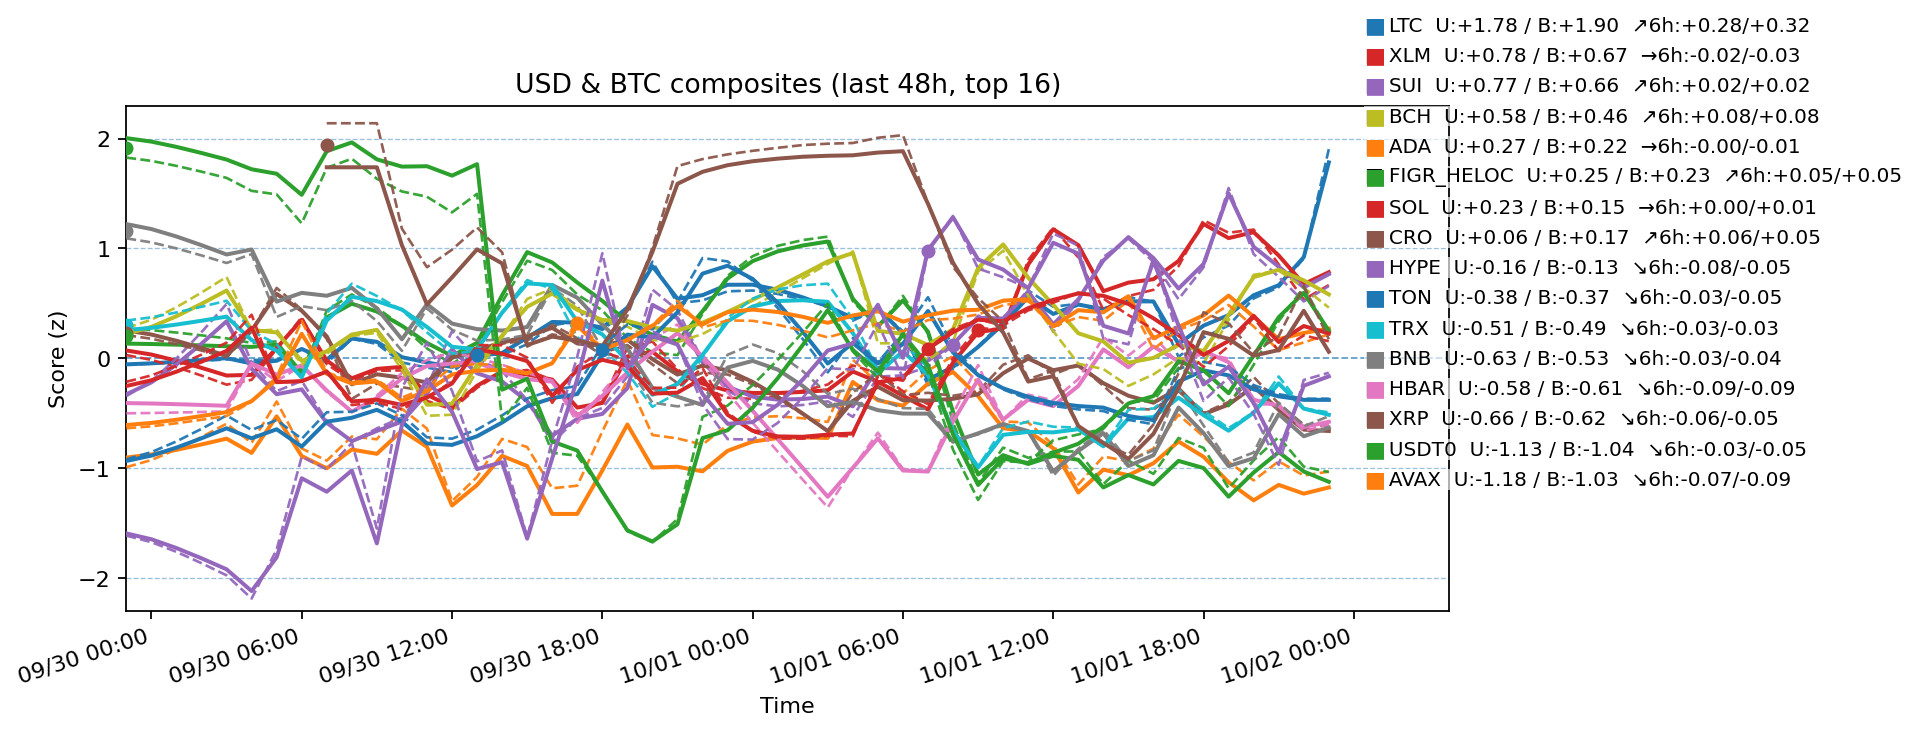 USD & BTC composites (last 48h, top 16)
LTC  U:+1.78 / B:+1.90  ↗6h:+0.28/+0.32
XLM  U:+0.78 / B:+0.67  →6h:-0.02/-0.03
SUI  U:+0.77 / B:+0.66  ↗6h:+0.02/+0.02
BCH  U:+0.58 / B:+0.46  ↗6h:+0.08/+0.08
ADA  U:+0.27 / B:+0.22  →6h:-0.00/-0.01
FIGR_HELOC  U:+0.25 / B:+0.23  ↗6h:+0.05/+0.05
SOL  U:+0.23 / B:+0.15  →6h:+0.00/+0.01
CRO  U:+0.06 / B:+0.17  ↗6h:+0.06/+0.05
HYPE  U:-0.16 / B:-0.13  ↘6h:-0.08/-0.05
TON  U:-0.38 / B:-0.37  ↘6h:-0.03/-0.05
TRX  U:-0.51 / B:-0.49  ↘6h:-0.03/-0.03
BNB  U:-0.63 / B:-0.53  ↘6h:-0.03/-0.04
HBAR  U:-0.58 / B:-0.61  ↘6h:-0.09/-0.09
XRP  U:-0.66 / B:-0.62  ↘6h:-0.06/-0.05
USDT0  U:-1.13 / B:-1.04  ↘6h:-0.03/-0.05
AVAX  U:-1.18 / B:-1.03  ↘6h:-0.07/-0.09
Score (z)
2
1
0
−1
−2
09/30 00:00
09/30 06:00
09/30 12:00
09/30 18:00
10/01 00:00
10/01 06:00
10/01 12:00
10/01 18:00
10/02 00:00
Time